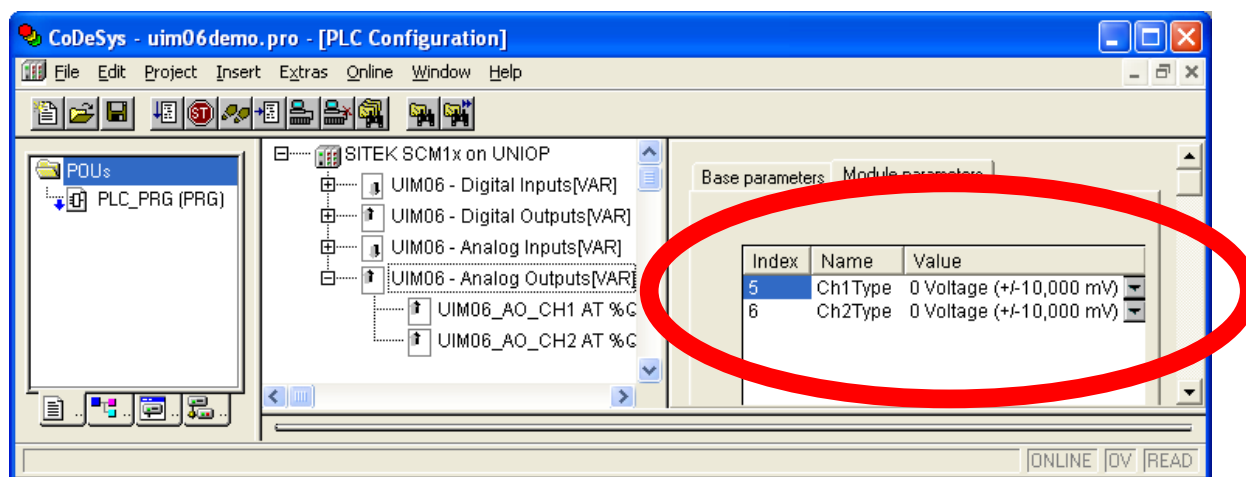 CoDeSys - uim06demo.pro - [PLC Configuration]
File Edit Project Insert Extras Online Window Help
POUs
PLC_PRG (PRG)
SITEK SCM1x on UNIOP
UIM06 - Digital Inputs[VAR]
UIM06 - Digital Outputs[VAR]
UIM06 - Analog Inputs[VAR]
UIM06 - Analog Outputs[VAR]
UIM06_AO_CH1 AT %Q
UIM06_AO_CH2 AT %Q
Base parameters Module parameters
Index Name Value
5 Ch1Type 0 Voltage (+/-10,000 mV)
6 Ch2Type 0 Voltage (+/-10,000 mV)
ONLINE OV READ